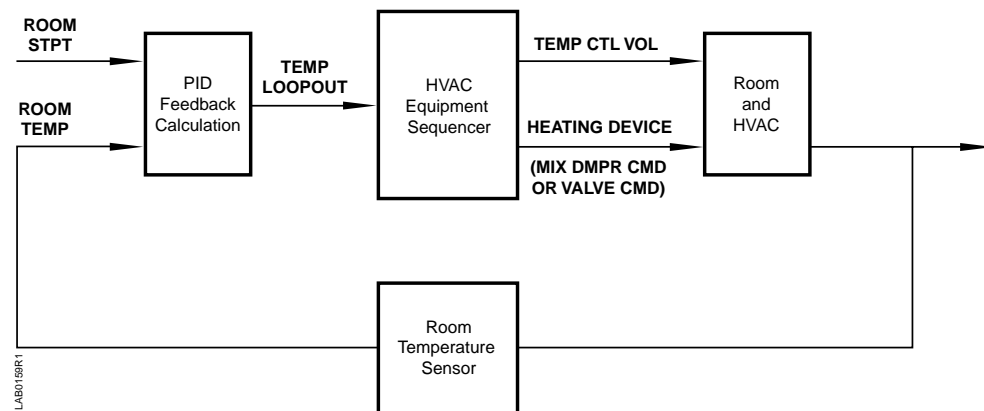 ROOM
STPT
ROOM
TEMP
PID
Feedback
Calculation
TEMP
LOOPOUT
HVAC
Equipment
Sequencer
TEMP CTL VOL
HEATING DEVICE
(MIX DMPR CMD
OR VALVE CMD)
Room
and
HVAC
Room
Temperature
Sensor
LAB0159R1